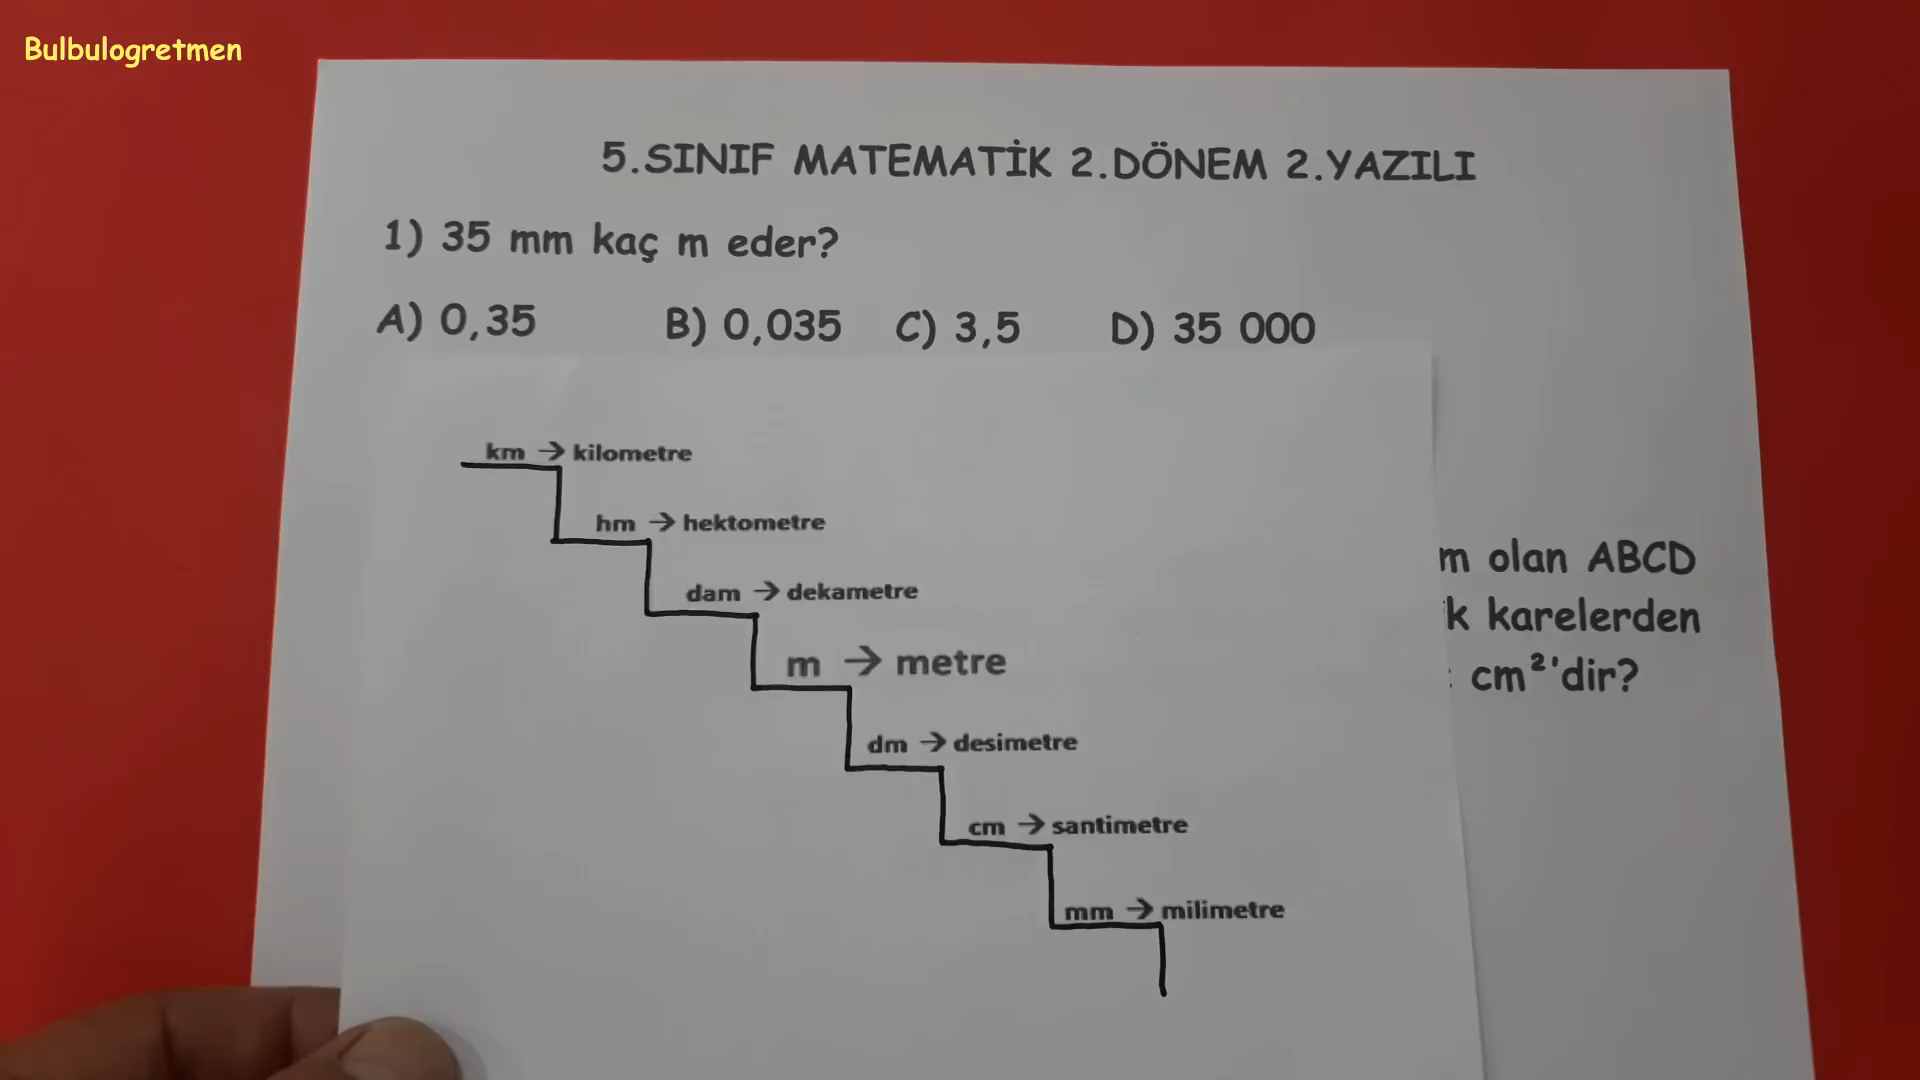 Bulbulogretmen
5.SINIF MATEMATİK 2.DÖNEM 2.YAZILI
1) 35 mm kaç m eder?
A) 0,35 B) 0,035 C) 3,5 D) 35 000
km → kilometre
hm → hektometre
dam → dekametre
m → metre
dm → desimetre
cm → santimetre
mm → milimetre
olan ABCD
karelerden
cm²'dir?